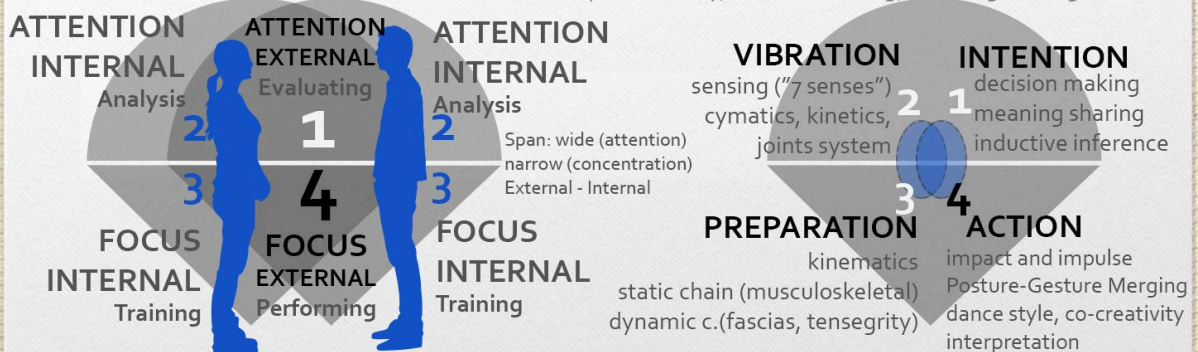 ATTENTION
INTERNAL
Analysis
2
3
FOCUS
INTERNAL
Training
ATTENTION
EXTERNAL
Evaluating
1
4
FOCUS
EXTERNAL
Performing
ATTENTION
INTERNAL
Analysis
2
3
FOCUS
INTERNAL
Training
Span: wide (attention)
narrow (concentration)
External - Internal
VIBRATION
sensing ("7 senses")
cymatics, kinetics,
joints system
2
1
INTENTION
decision making
meaning sharing
inductive inference
3
PREPARATION
kinematics
static chain (musculoskeletal)
dynamic c.(fascias, tensegrity)
4
ACTION
impact and impulse
Posture-Gesture Merging
dance style, co-creativity
interpretation